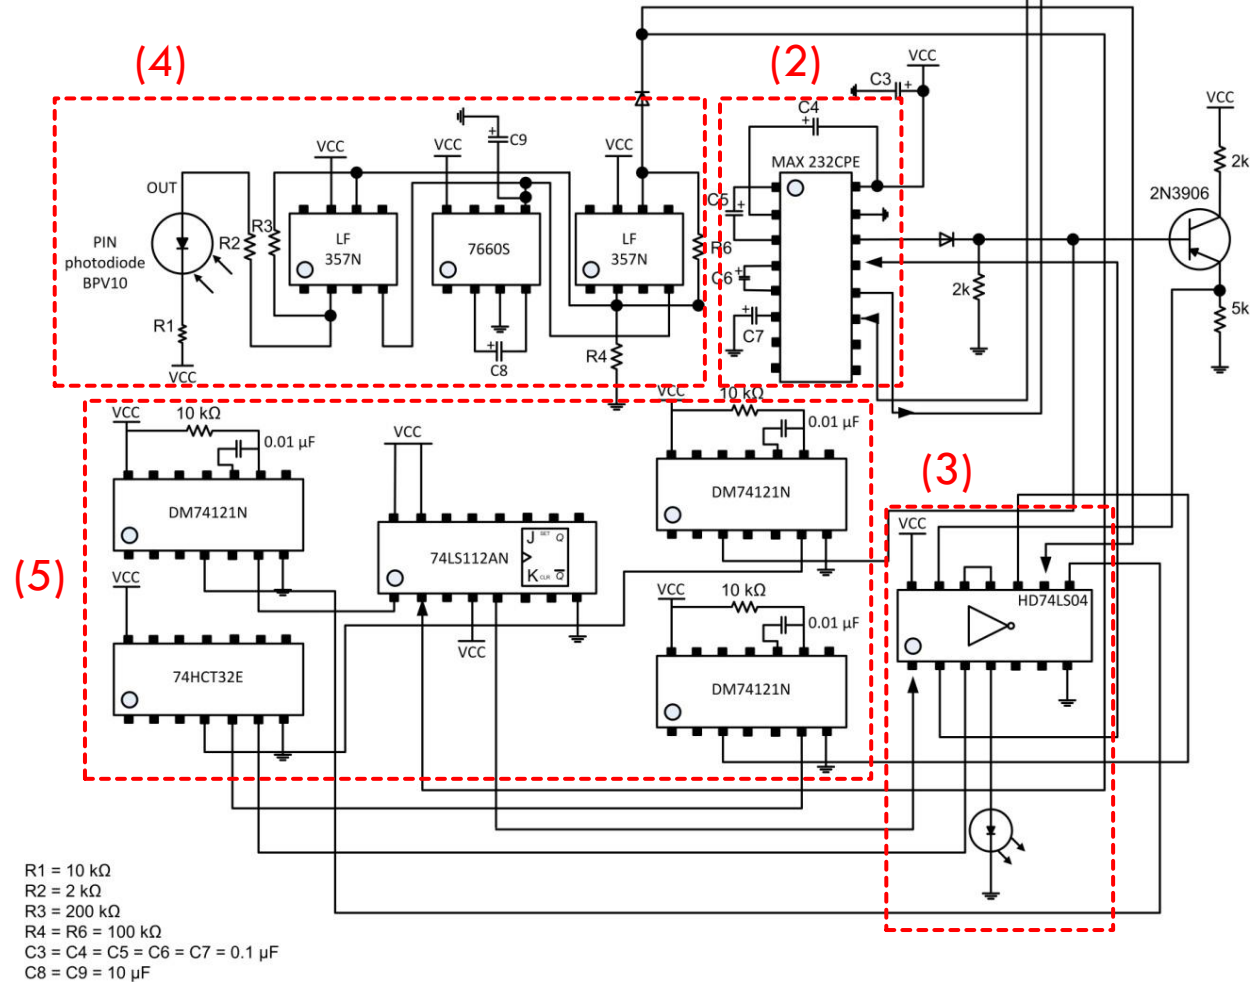 (4)
(2)
VCC
C3
+
C4
+
VCC
C9
+
VCC
VCC
VCC
MAX 232CPE
2k
OUT
2N3906
C5
+
R3
R2
LF
357N
7660S
LF
357N
R6
PIN
photodiode
BPV10
C6
+
2k
5k
R1
+
C7
VCC
+
C8
R4
VCC
10 kΩ
VCC
10 kΩ
0.01 µF
VCC
0.01 µF
(3)
DM74121N
DM74121N
VCC
J SET Q
K CLR Q̅
74LS112AN
(5)
VCC
10 kΩ
VCC
HD74LS04
0.01 µF
VCC
74HCT32E
DM74121N
R1 = 10 kΩ
R2 = 2 kΩ
R3 = 200 kΩ
R4 = R6 = 100 kΩ
C3 = C4 = C5 = C6 = C7 = 0.1 µF
C8 = C9 = 10 µF